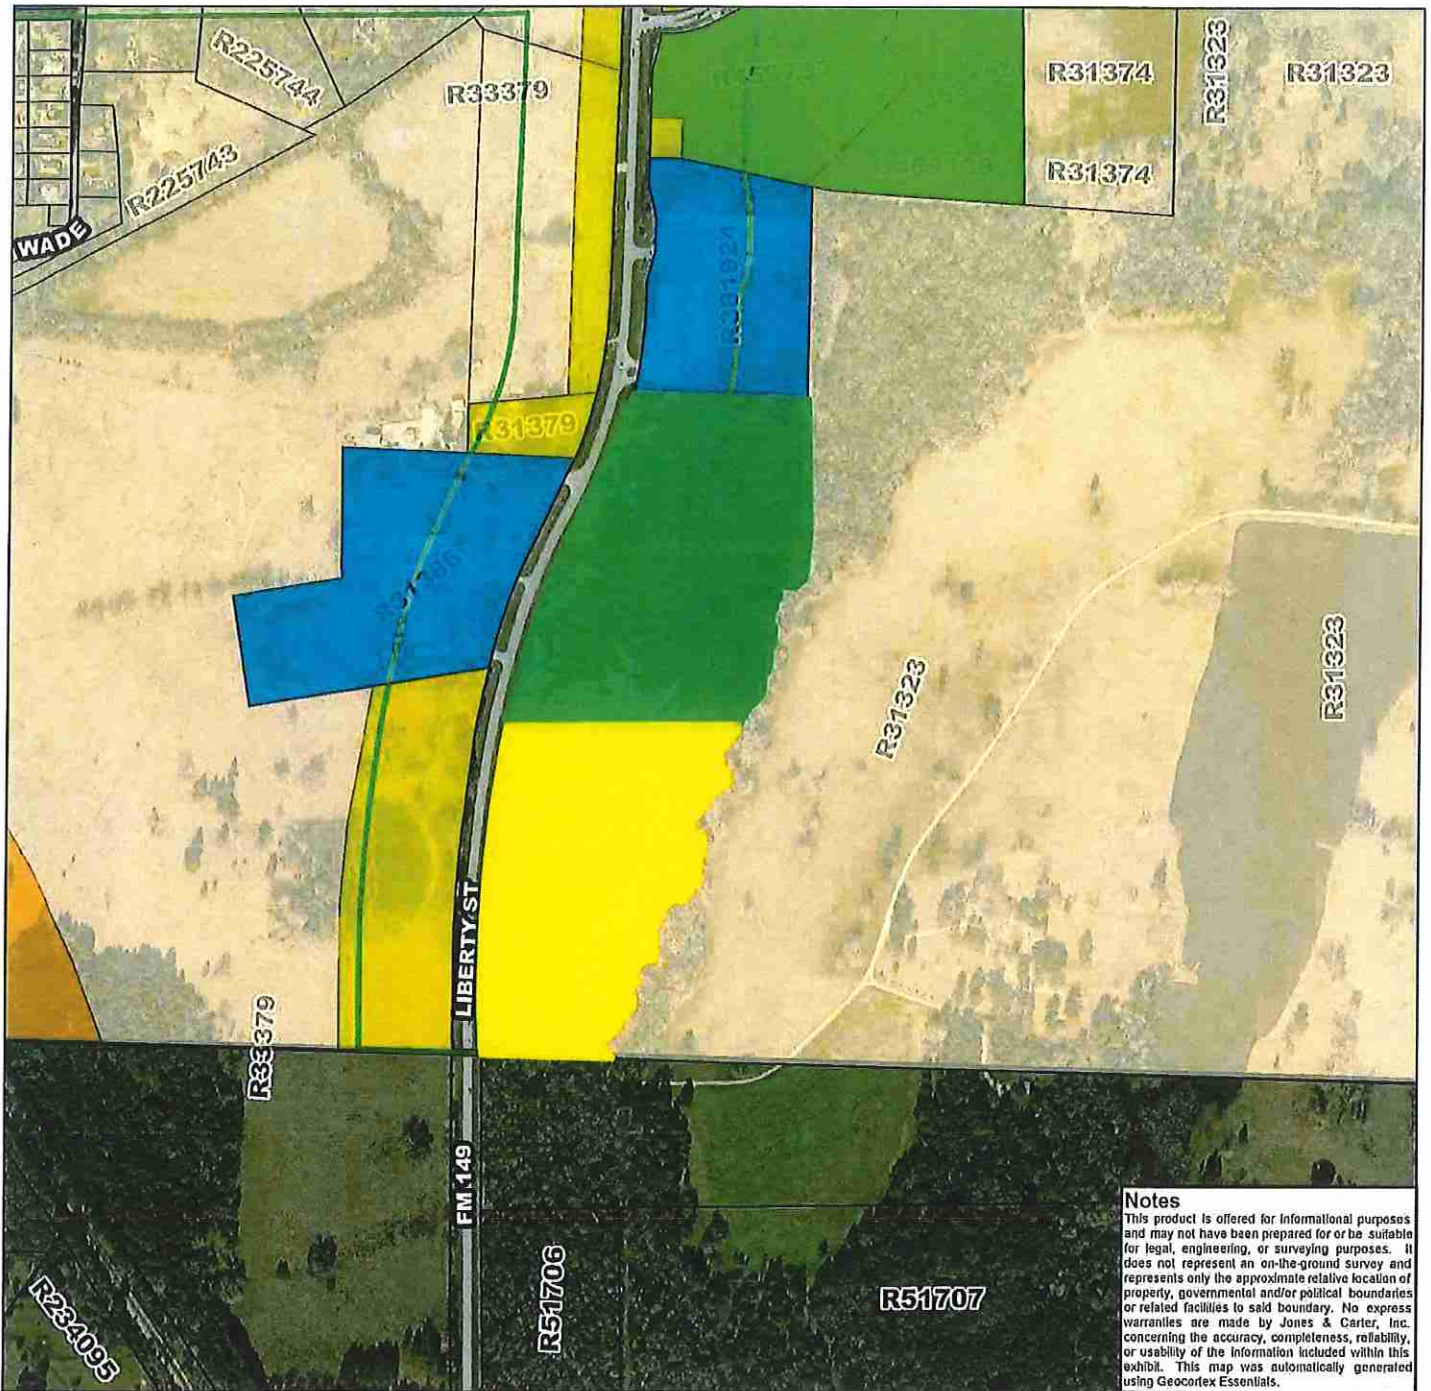 R225744
R33379
R31374
R31323
R31323
R225743
R31374
WADE
R381924
R31379
R31323
R31323
LIBERTY ST
R33379
FM 149
R51706
R51707
R234095
Notes
This product is offered for informational purposes
and may not have been prepared for or be suitable
for legal, engineering, or surveying purposes. It
does not represent an on-the-ground survey and
represents only the approximate relative location of
property, governmental and/or political boundaries
or related facilities to said boundary. No express
warranties are made by Jones & Carter, Inc.
concerning the accuracy, completeness, reliability,
or usability of the information included within this
exhibit. This map was automatically generated
using Geocortex Essentials.